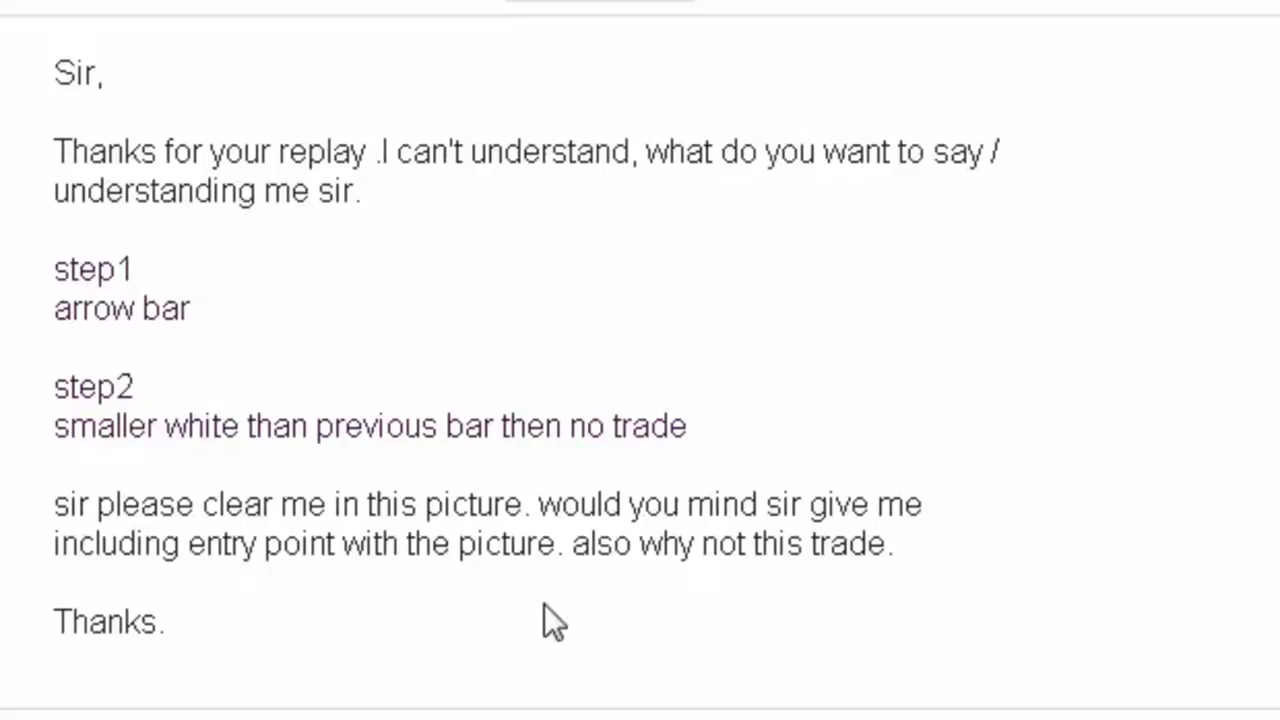 Sir,
Thanks for your replay .I can't understand, what do you want to say /
understanding me sir.
step1
arrow bar
step2
smaller white than previous bar then no trade
sir please clear me in this picture. would you mind sir give me
including entry point with the picture. also why not this trade.
Thanks.